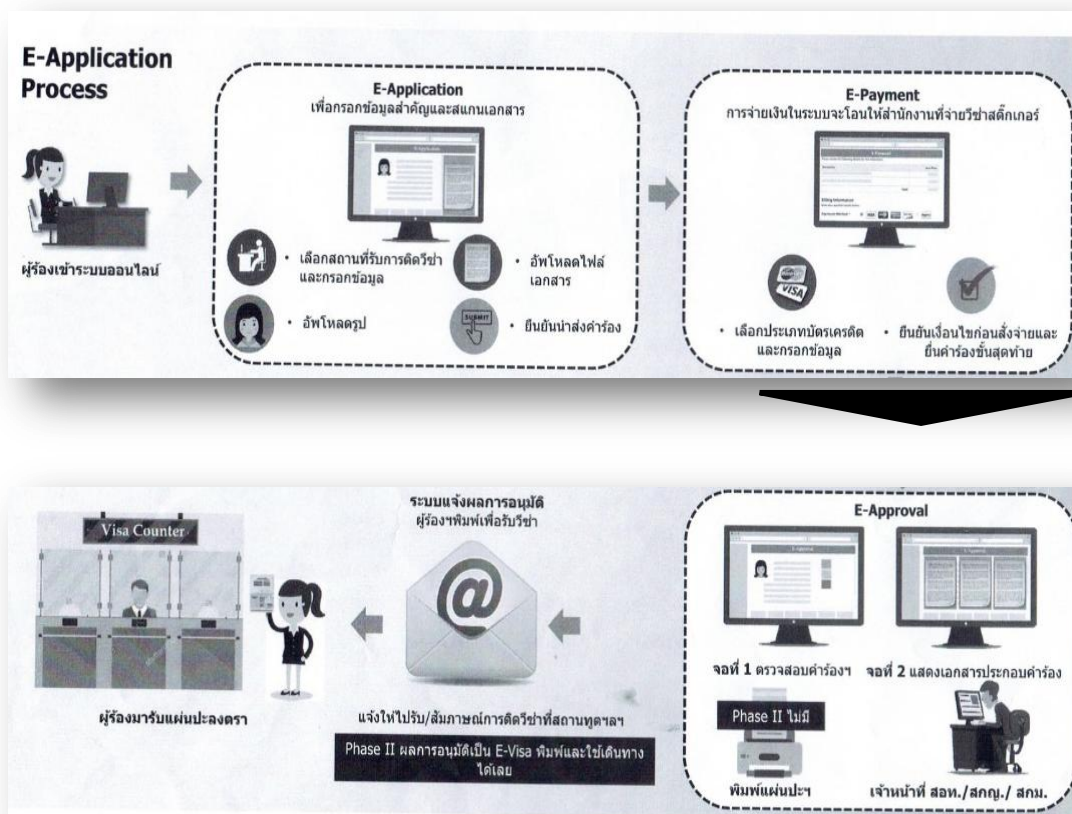 E-Application
Process
ผู้ร้องเข้าระบบออนไลน์
E-Application
เพื่อกรอกข้อมูลสำคัญและสแกนเอกสาร
E-Application
• เลือกสถานที่รับการติดวีซ่า
และกรอกข้อมูล
• อัพโหลดไฟล์
เอกสาร
• อัพโหลดรูป
SUBMIT
• ยืนยันนำส่งคำร้อง
E-Payment
การจ่ายเงินในระบบจะโอนให้สำนักงานที่จ่ายวีซ่าสติ๊กเกอร์
E-Payment
Billing Information
VISA
• เลือกประเภทบัตรเครดิต
และกรอกข้อมูล
• ยืนยันเงื่อนไขก่อนสั่งจ่ายและ
ยื่นคำร้องขั้นสุดท้าย
E-Approval
จอที่ 1 ตรวจสอบคำร้องฯ
จอที่ 2 แสดงเอกสารประกอบคำร้อง
Phase II ไม่มี
พิมพ์แผ่นปะฯ
เจ้าหน้าที่ สอท./สกญ./ สกม.
ระบบแจ้งผลการอนุมัติ
ผู้ร้องฯพิมพ์เพื่อรับวีซ่า
@
แจ้งให้ไปรับ/สัมภาษณ์การติดวีซ่าที่สถานทูตฯลฯ
Phase II ผลการอนุมัติเป็น E-Visa พิมพ์และใช้เดินทาง
ได้เลย
Visa Counter
ผู้ร้องมารับแผ่นปะลงตรา